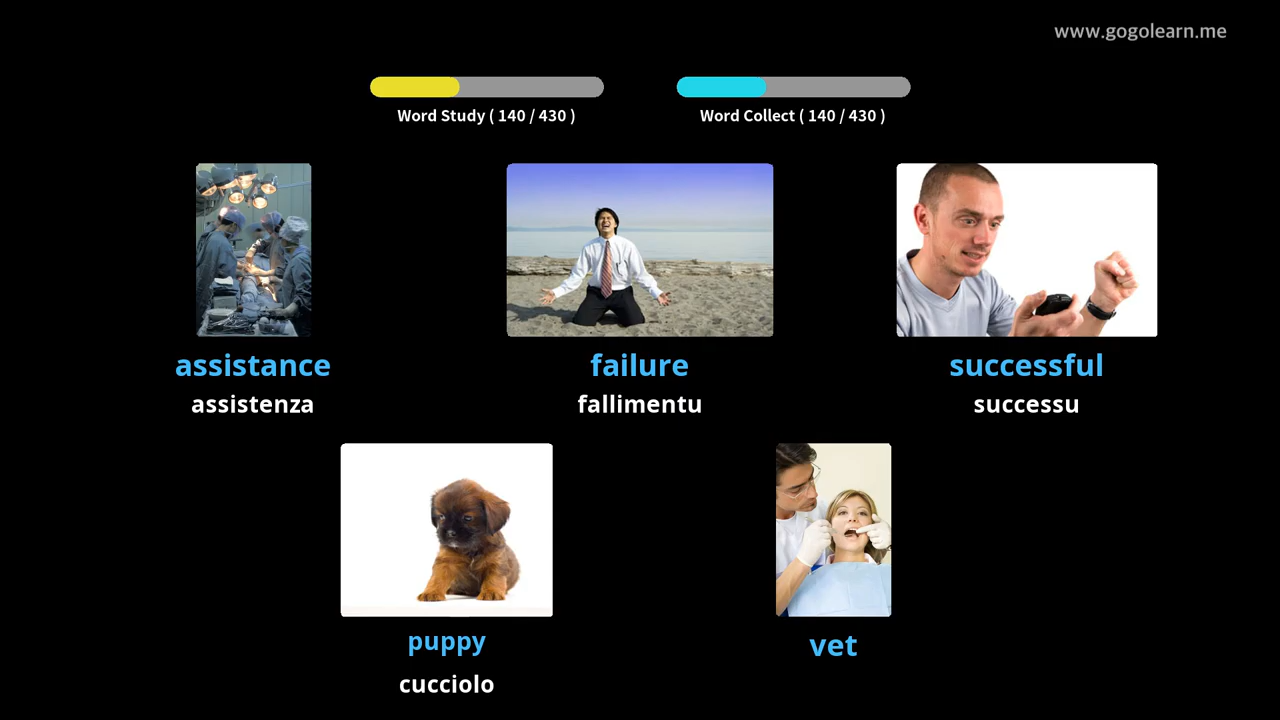 www.gogolearn.me
Word Study ( 140 / 430 )
Word Collect ( 140 / 430 )
assistance
assistenza
failure
fallimentu
successful
successu
puppy
cucciolo
vet